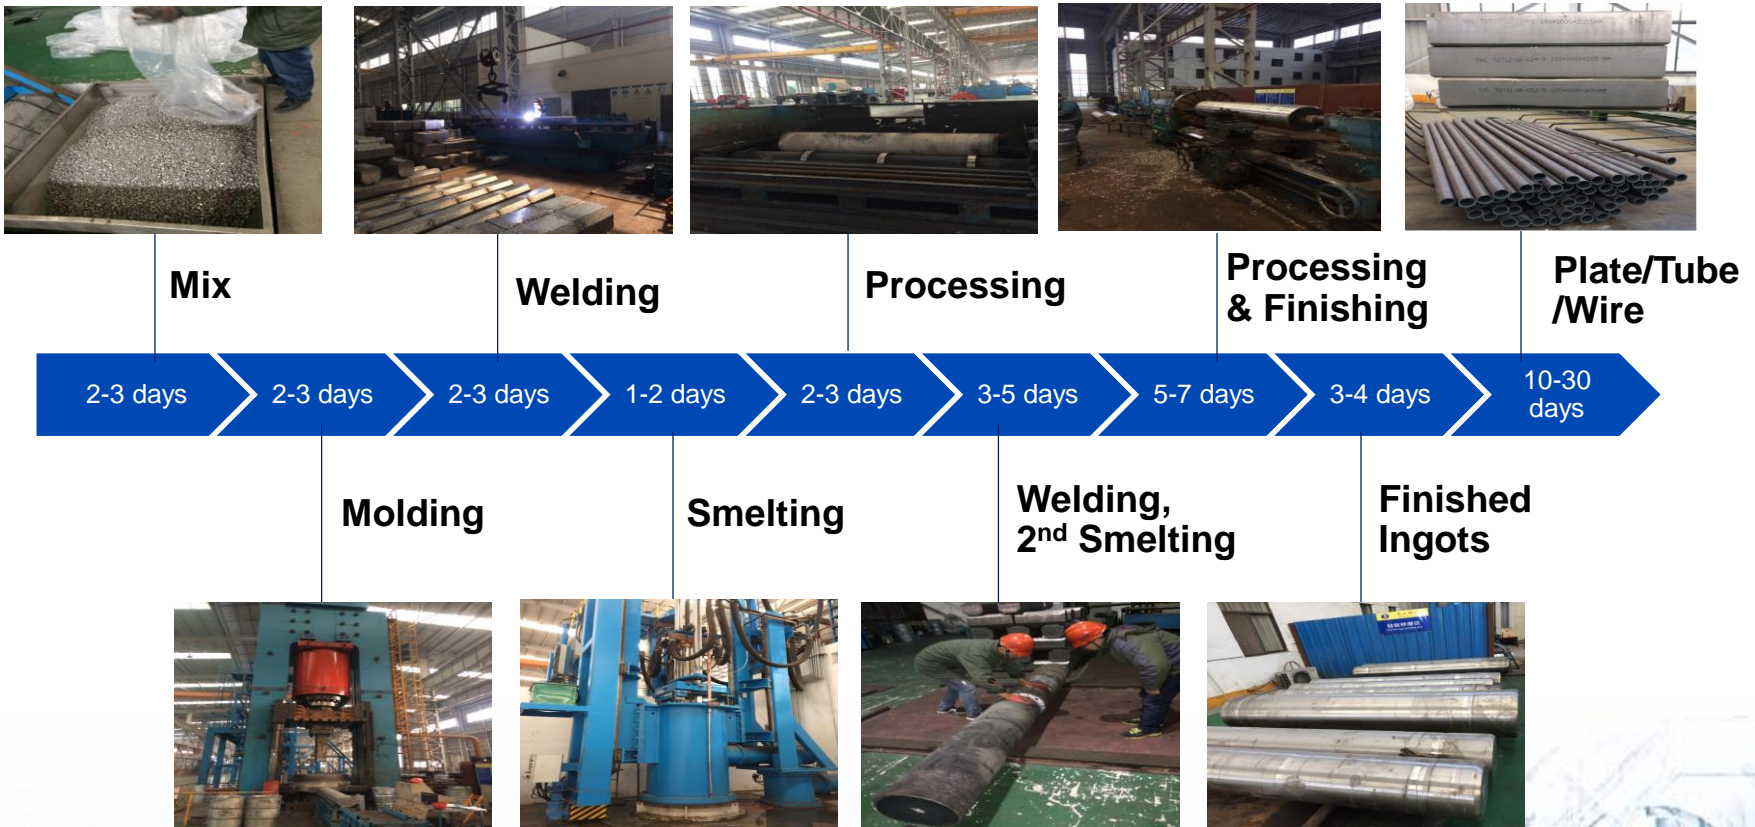 Mix
Welding
Processing
Processing
& Finishing
Plate/Tube
/Wire
2-3 days
2-3 days
2-3 days
1-2 days
2-3 days
3-5 days
5-7 days
3-4 days
10-30
days
Molding
Smelting
Welding,
2nd Smelting
Finished
Ingots